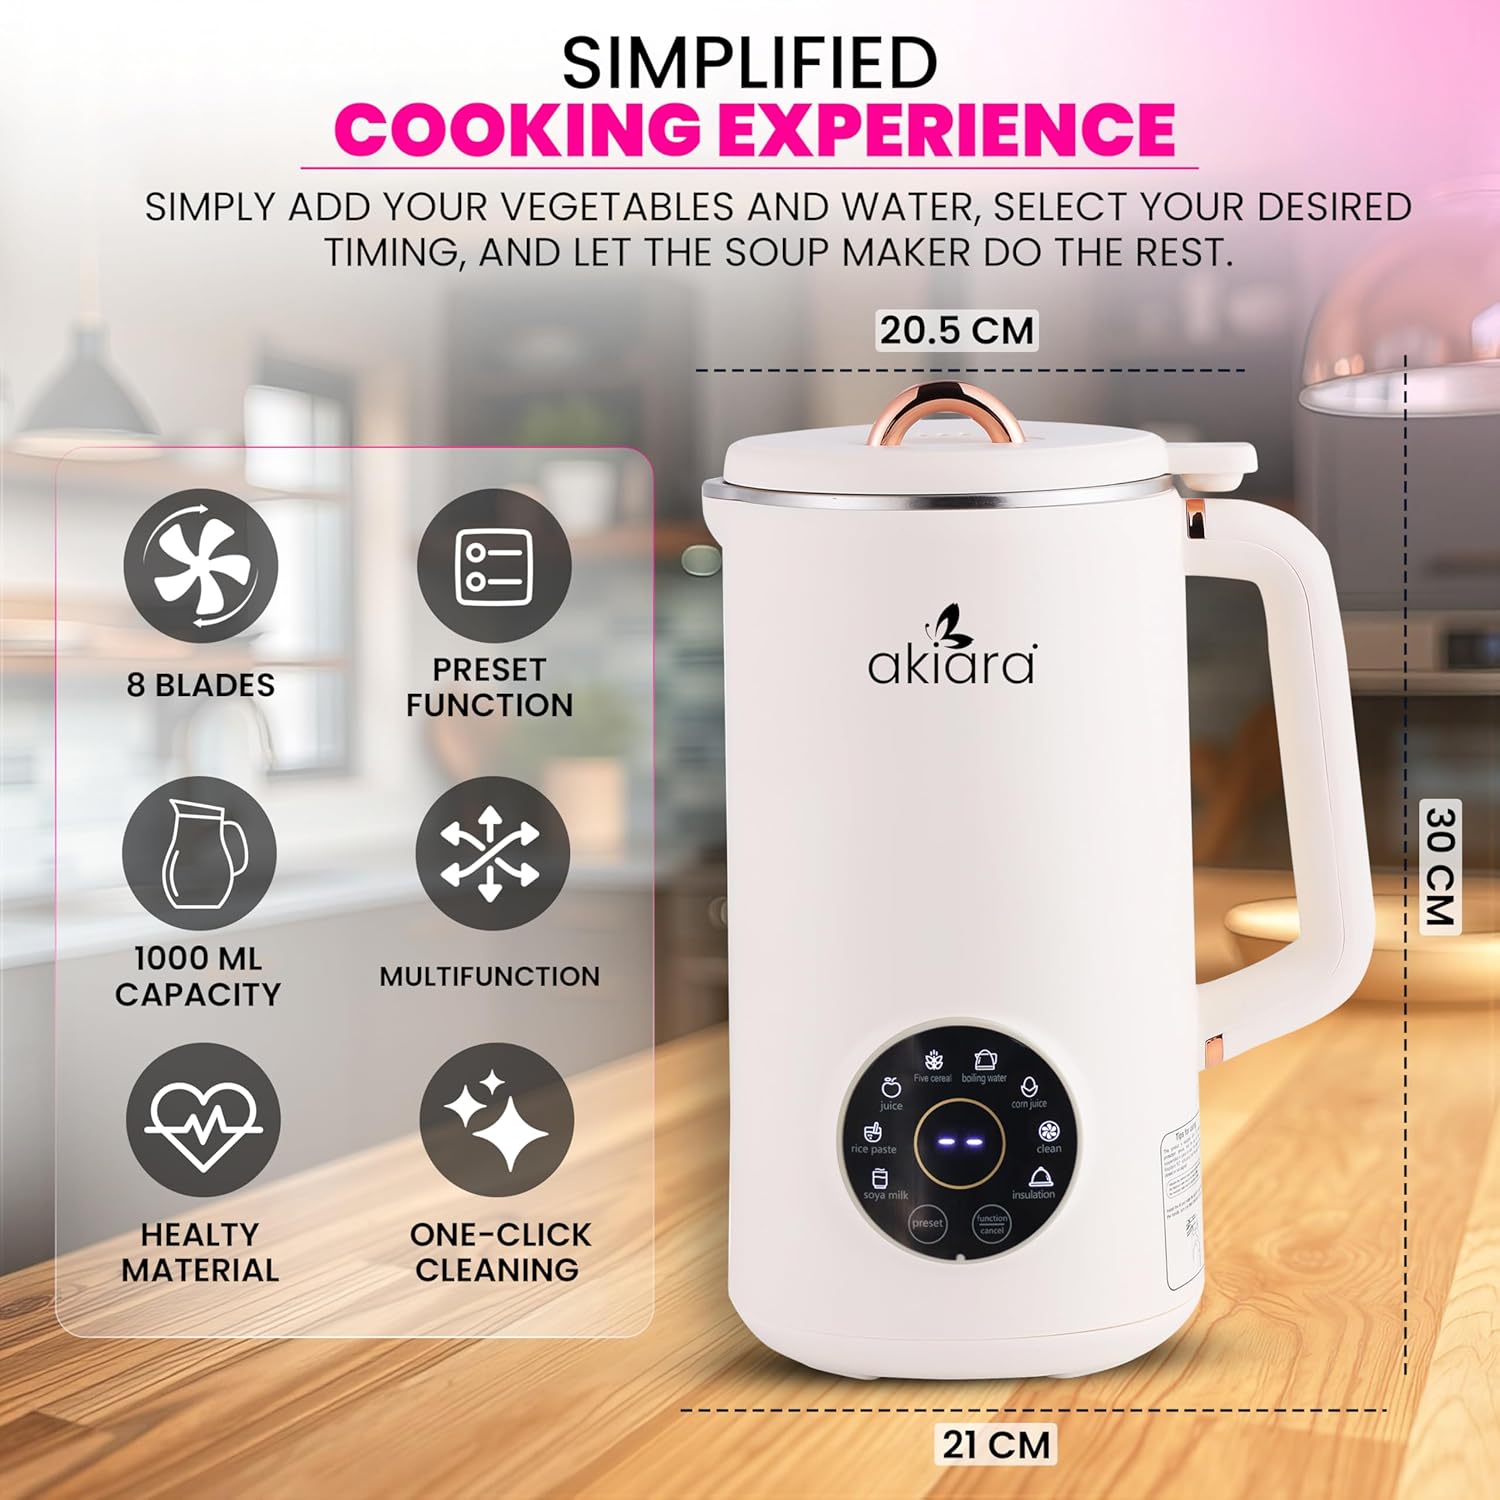 SIMPLIFIED
COOKING EXPERIENCE
SIMPLY ADD YOUR VEGETABLES AND WATER, SELECT YOUR DESIRED
TIMING, AND LET THE SOUP MAKER DO THE REST.
20.5 CM
8 BLADES
PRESET
FUNCTION
1000 ML
CAPACITY
MULTIFUNCTION
HEALTY
MATERIAL
ONE-CLICK
CLEANING
akiara
30 CM
Five cereal
boiling water
juice
corn juice
rice paste
clean
soya milk
insulation
preset
function
cancel
21 CM